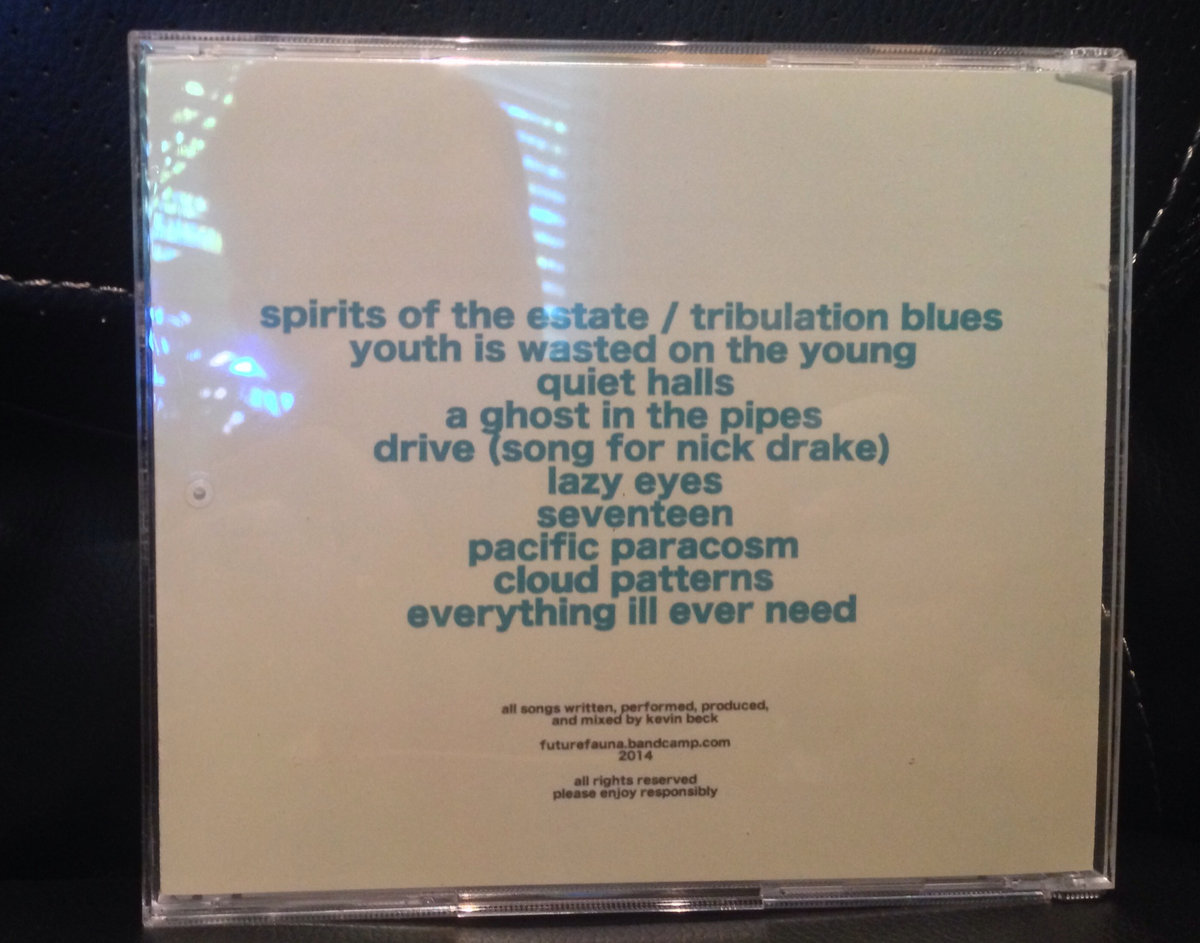 spirits of the estate / tribulation blues
youth is wasted on the young
quiet halls
a ghost in the pipes
drive (song for nick drake)
lazy eyes
seventeen
pacific paracosm
cloud patterns
everything ill ever need
all songs written, performed, produced,
and mixed by kevin beck
futurefauna.bandcamp.com
2014
all rights reserved
please enjoy responsibly